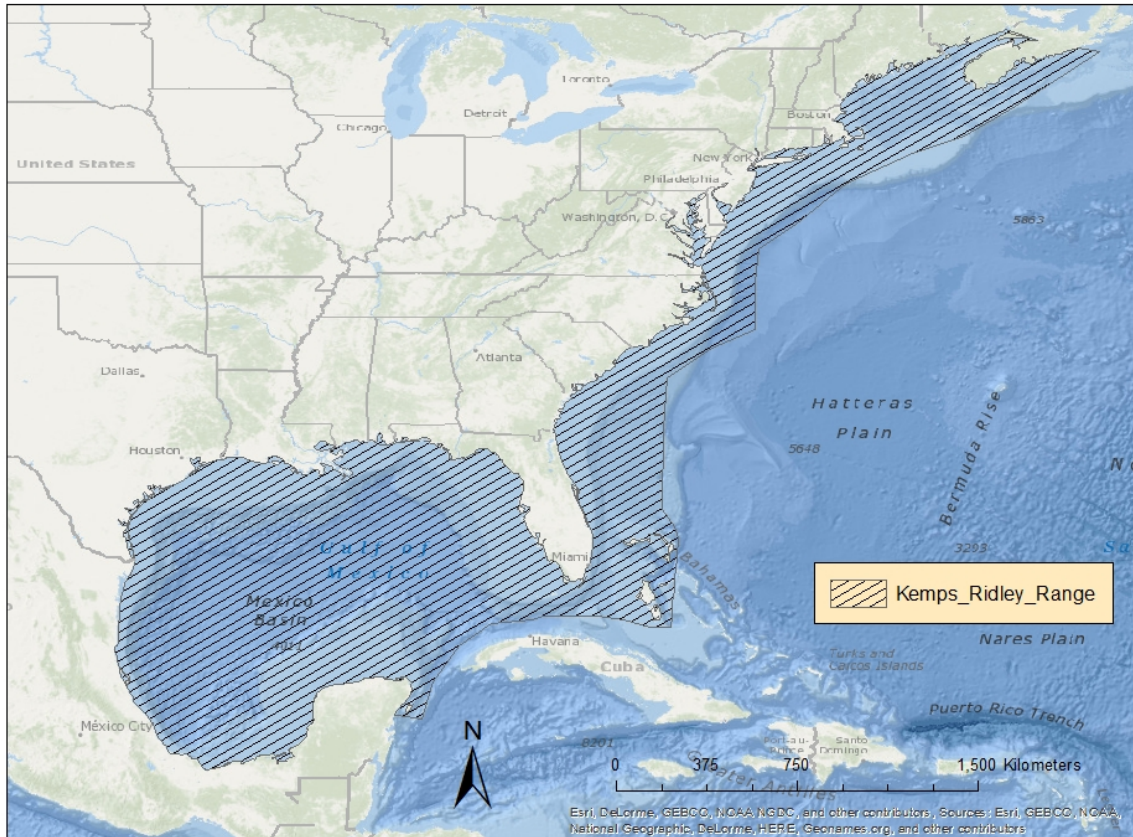 Toronto
Boston
Detroit
Chicago
United States
New York
Philadelphia
Washington, D.C.
5863
Atlanta
Dallas
Hatteras
Plain
Bermuda Rise
5648
Houston
Gulf of
Mexico
Miami
3293
Bahamas
Kemps_Ridley_Range
Mexico
Basin
Nares Plain
Havana
Cuba
Turks and
Caicos Islands
México City
N
Puerto Rico Trench
8201
Port-au-
Prince
Santo
Domingo
Greater Antilles
0 375 750 1,500 Kilometers
Esri, DeLorme, GEBCO, NOAA NGDC, and other contributors, Sources: Esri, GEBCO, NOAA,
National Geographic, DeLorme, HERE, Geonames.org, and other contributors